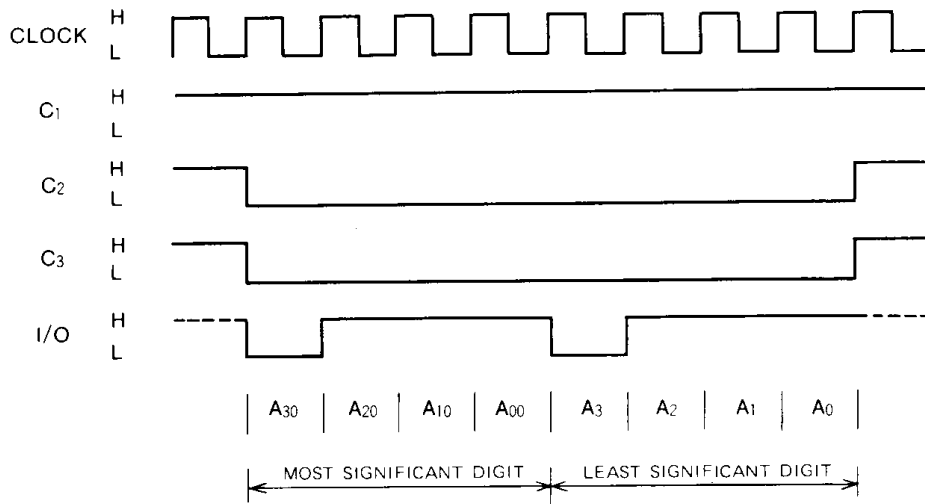 CLOCK H
L
C1 H
L
C2 H
L
C3 H
L
I/O H
L
A30 A20 A10 A00 A3 A2 A1 A0
MOST SIGNIFICANT DIGIT LEAST SIGNIFICANT DIGIT